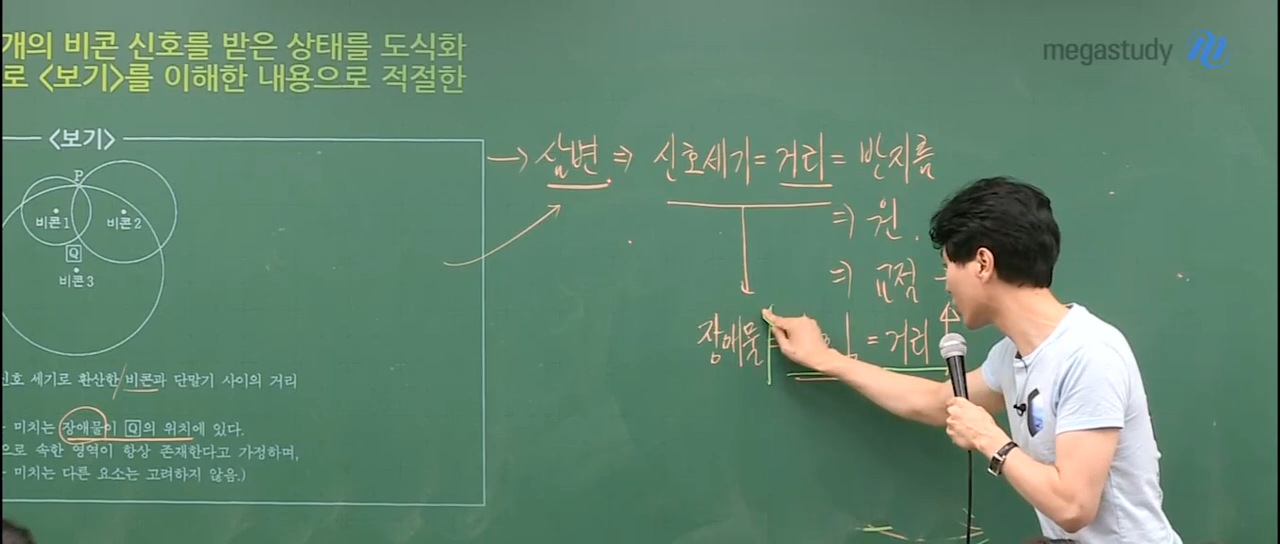 개의 비콘 신호를 받은 상태를 도식화
로 <보기>를 이해한 내용으로 적절한
megastudy
<보기>
P
비콘1
비콘2
Q
비콘3
신호 세기로 환산한 비콘과 단말기 사이의 거리
미치는 장애물이 Q의 위치에 있다.
으로 속한 영역이 항상 존재한다고 가정하며,
미치는 다른 요소는 고려하지 않음.)
→ 삼변 ⇒ 신호세기 = 거리 = 반지름
⇒ 원
⇒ 교점
장애물 = 거리